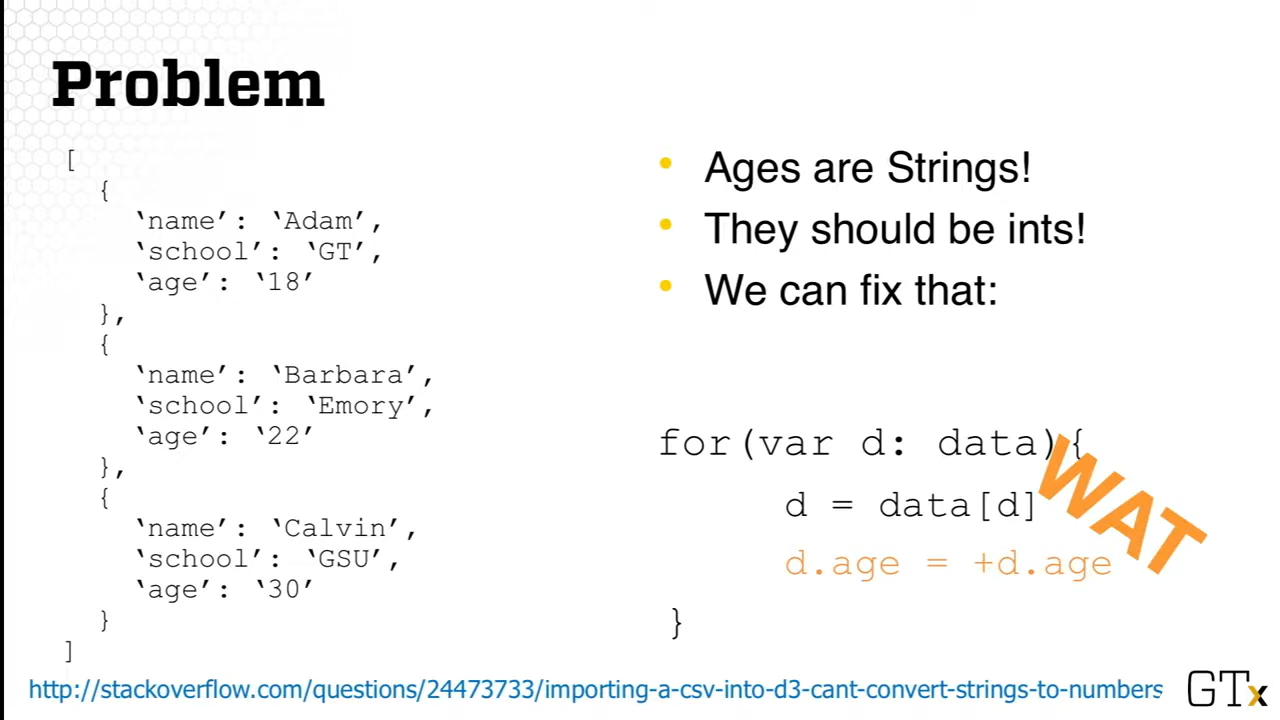 Problem
[
{
‘name’: ‘Adam’,
‘school’: ‘GT’,
‘age’: ‘18’
},
{
‘name’: ‘Barbara’,
‘school’: ‘Emory’,
‘age’: ‘22’
},
{
‘name’: ‘Calvin’,
‘school’: ‘GSU’,
‘age’: ‘30’
}
]
• Ages are Strings!
• They should be ints!
• We can fix that:
for(var d: data){
d = data[d]
d.age = +d.age
}
WAT
http://stackoverflow.com/questions/24473733/importing-a-csv-into-d3-cant-convert-strings-to-numbers
GTx